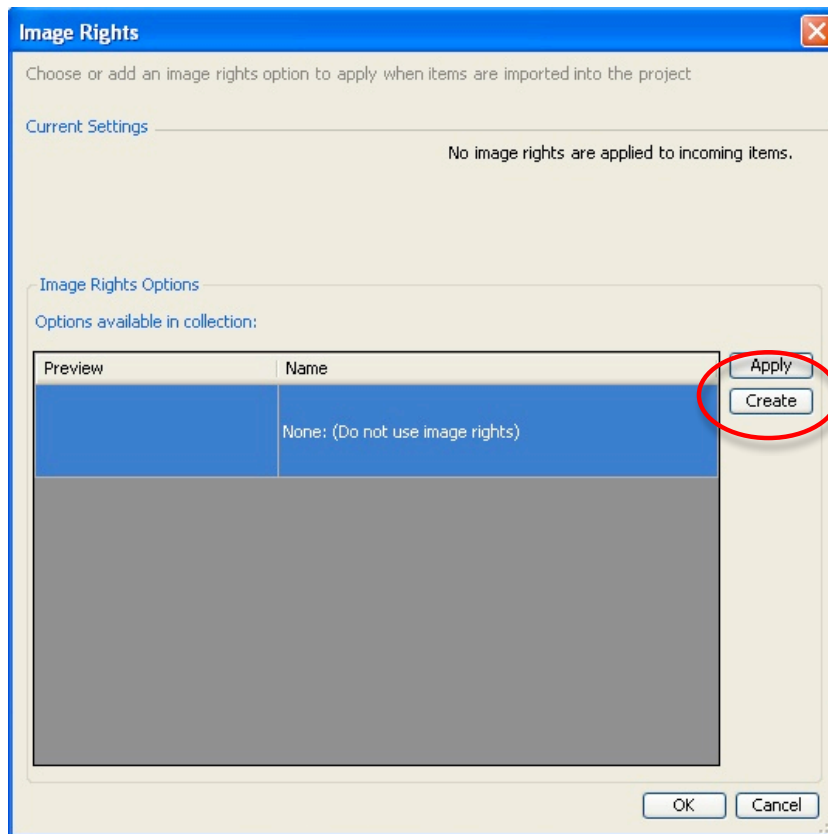 Image Rights
Choose or add an image rights option to apply when items are imported into the project
Current Settings
No image rights are applied to incoming items.
Image Rights Options
Options available in collection:
Preview Name Apply
Create
None: (Do not use image rights)
OK Cancel